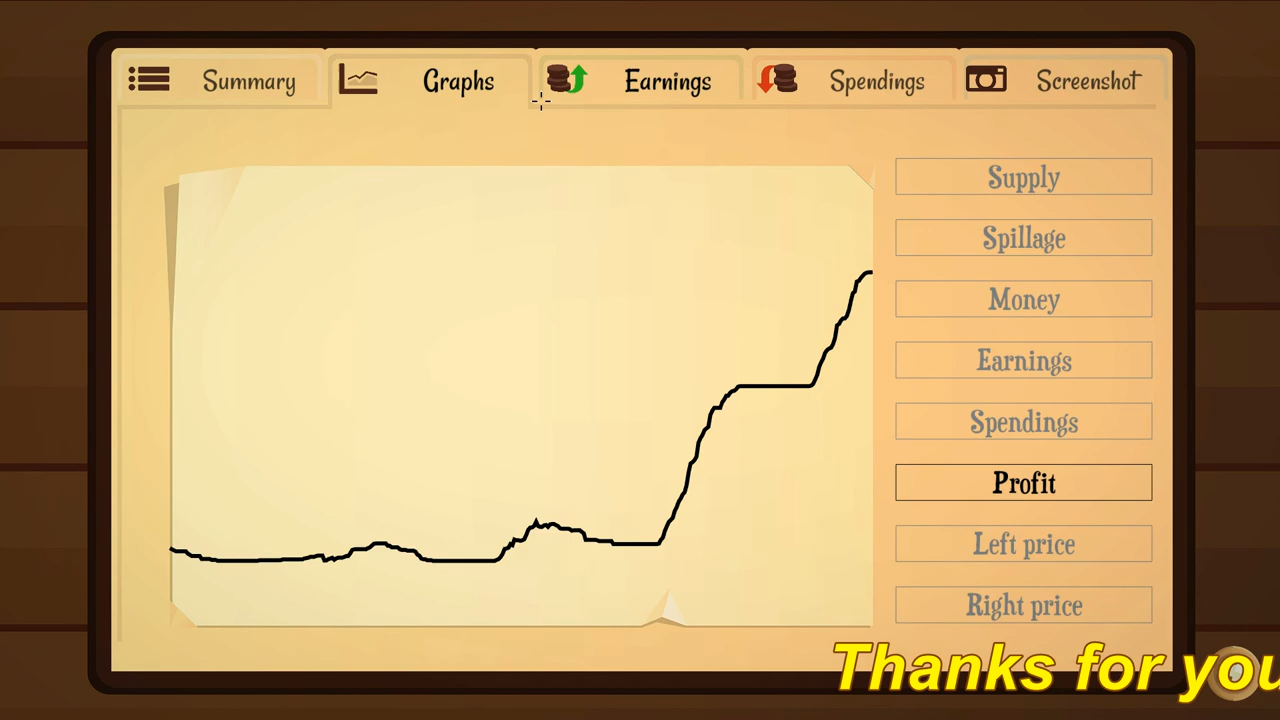 Summary
Graphs
Earnings
Spendings
Screenshot
Supply
Spillage
Money
Earnings
Spendings
Profit
Left price
Right price
Thanks for you